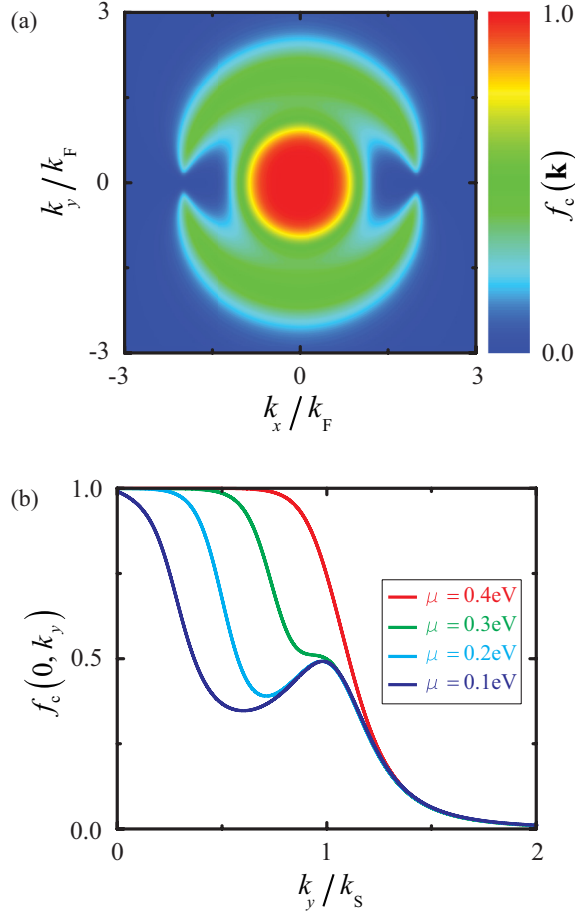 (a)
3
0
-3
k_y / k_F
-3
0
3
k_x / k_F
1.0
0.0
f_c (k)
(b)
1.0
0.5
0.0
f_c (0, k_y)
μ = 0.4eV
μ = 0.3eV
μ = 0.2eV
μ = 0.1eV
0
1
2
k_y / k_S